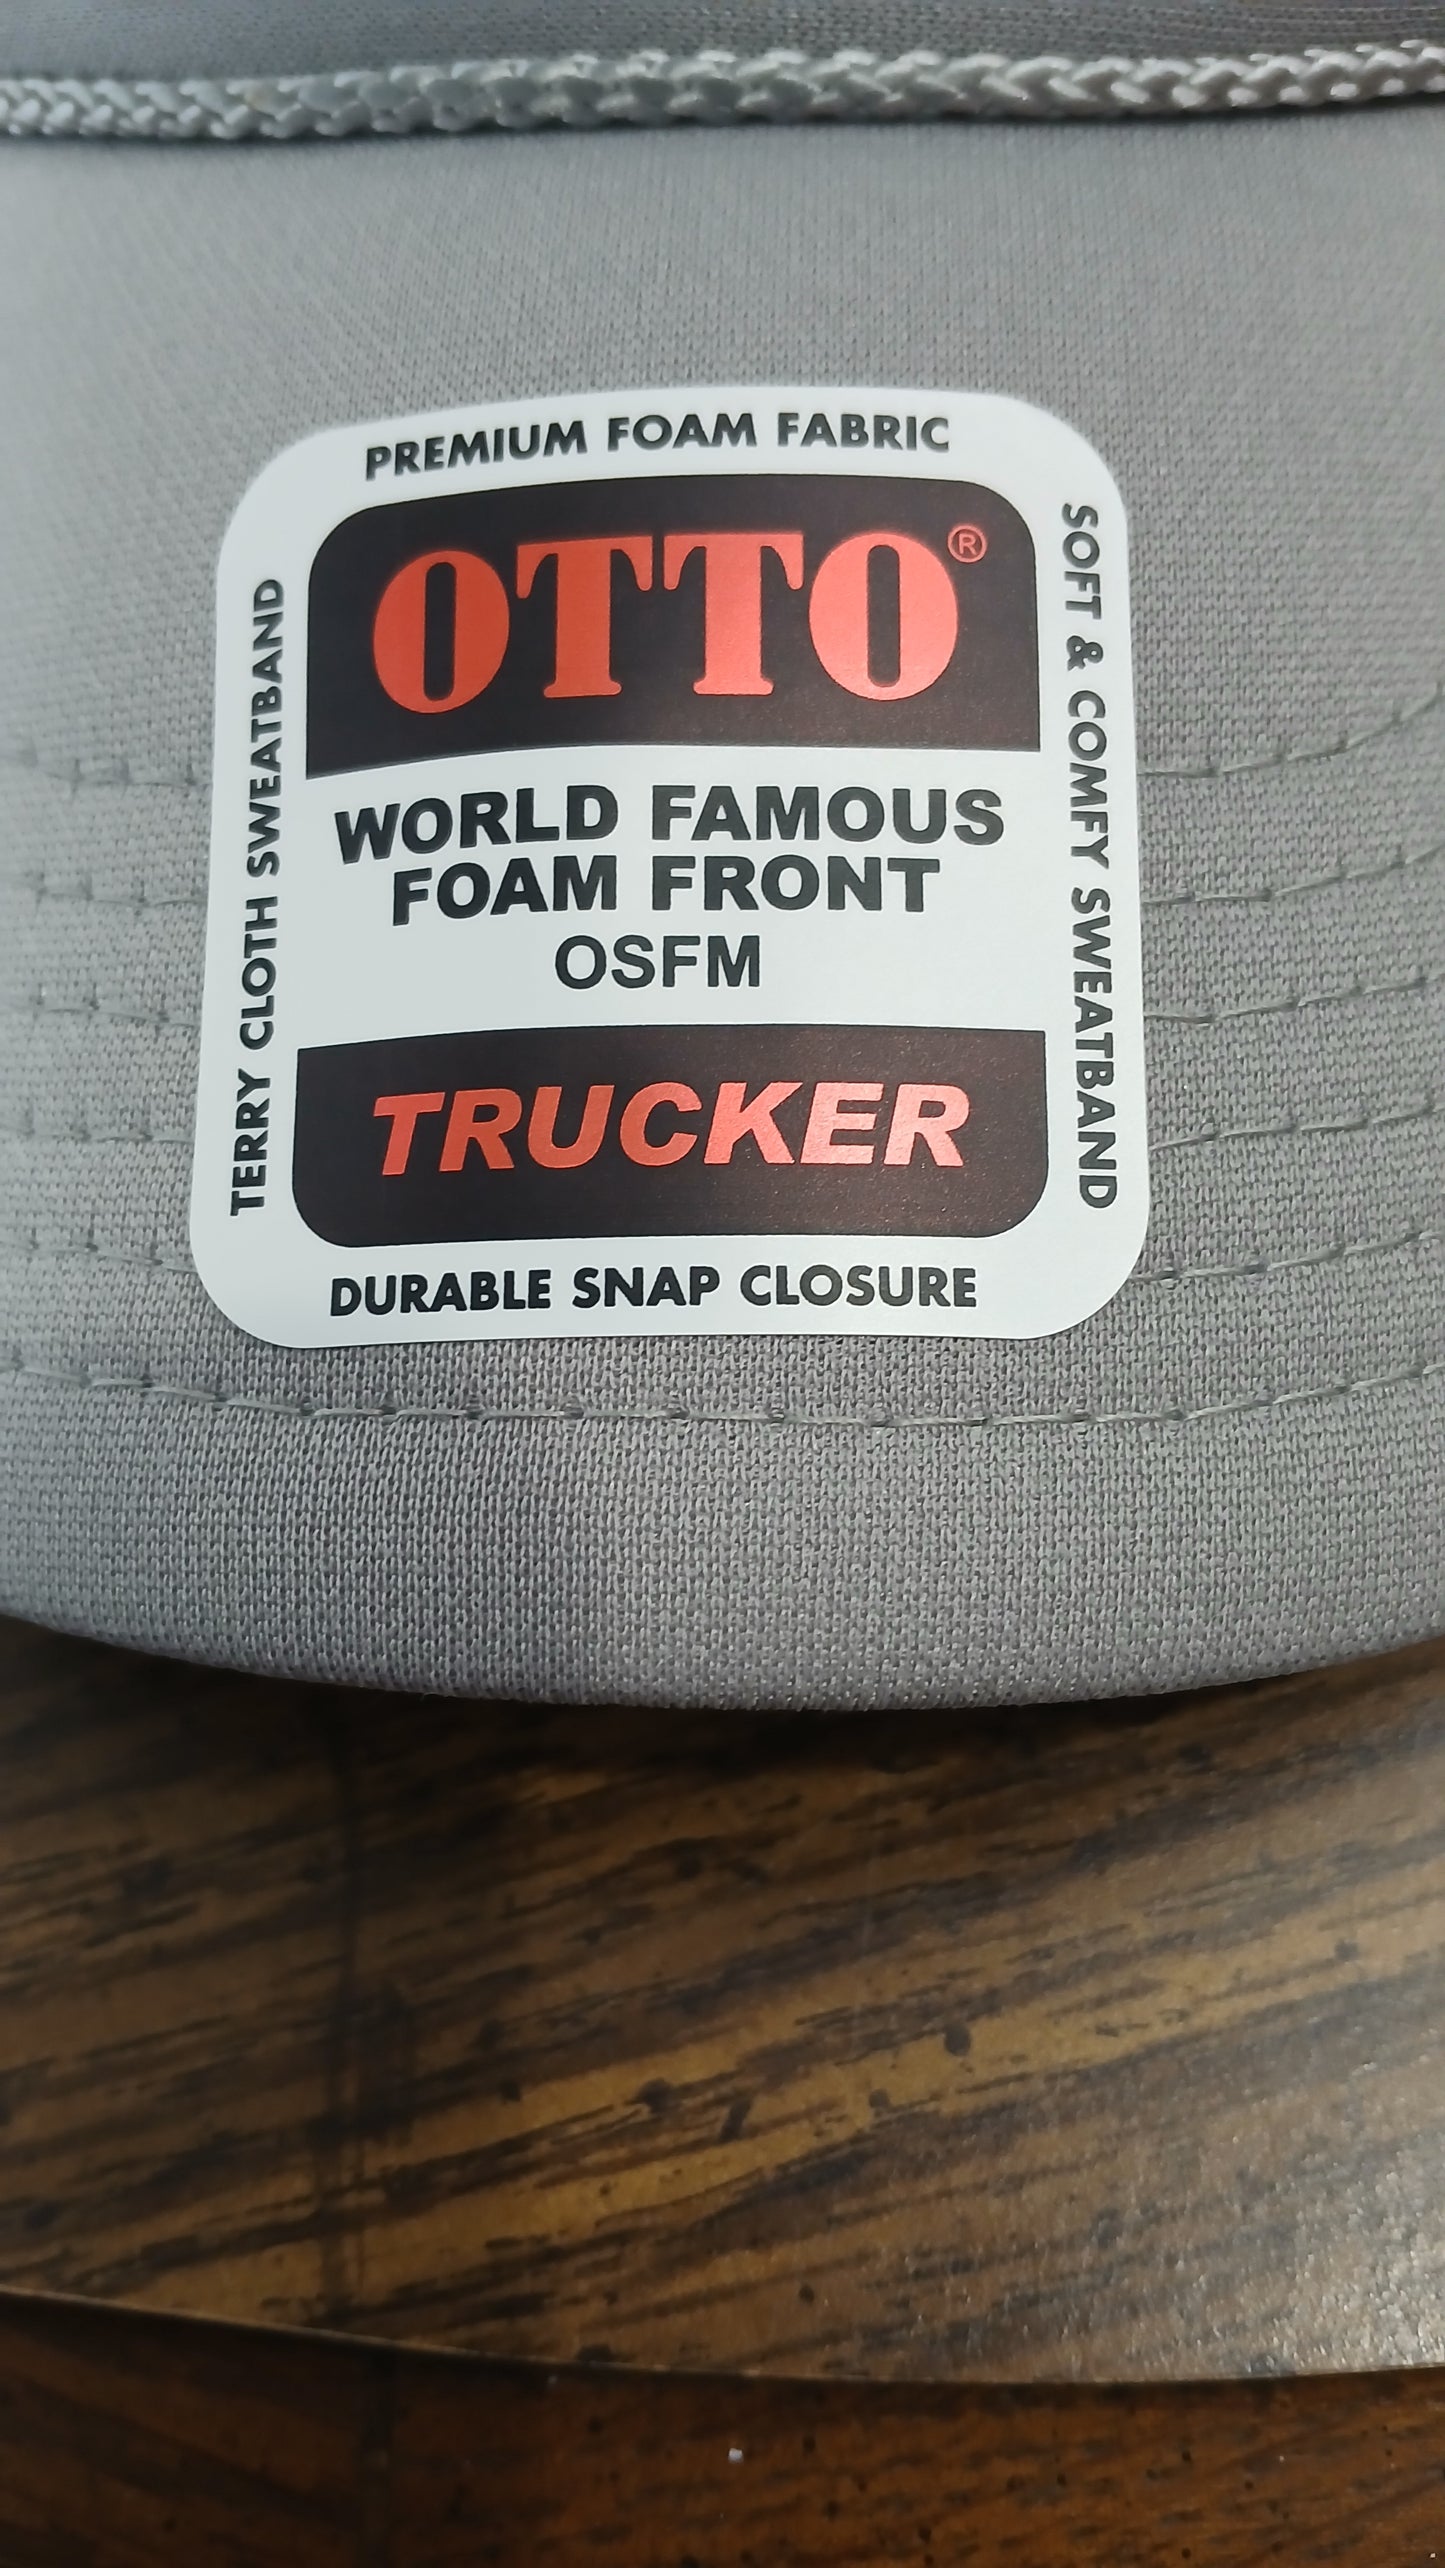 PREMIUM FOAM FABRIC
OTTO®
WORLD FAMOUS
FOAM FRONT
OSFM
TRUCKER
DURABLE SNAP CLOSURE
TERRY CLOTH SWEATBAND
SOFT & COMFY SWEATBAND